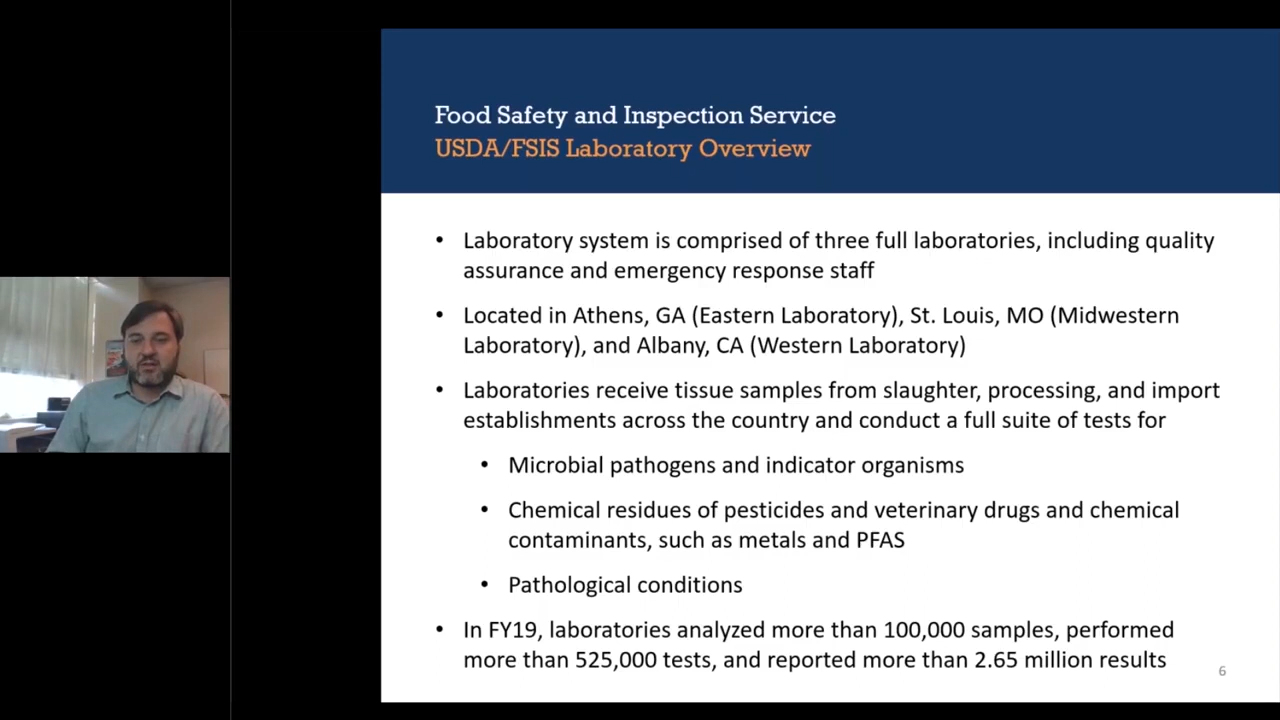 Food Safety and Inspection Service
USDA/FSIS Laboratory Overview
• Laboratory system is comprised of three full laboratories, including quality
assurance and emergency response staff
• Located in Athens, GA (Eastern Laboratory), St. Louis, MO (Midwestern
Laboratory), and Albany, CA (Western Laboratory)
• Laboratories receive tissue samples from slaughter, processing, and import
establishments across the country and conduct a full suite of tests for
• Microbial pathogens and indicator organisms
• Chemical residues of pesticides and veterinary drugs and chemical
contaminants, such as metals and PFAS
• Pathological conditions
• In FY19, laboratories analyzed more than 100,000 samples, performed
more than 525,000 tests, and reported more than 2.65 million results
6